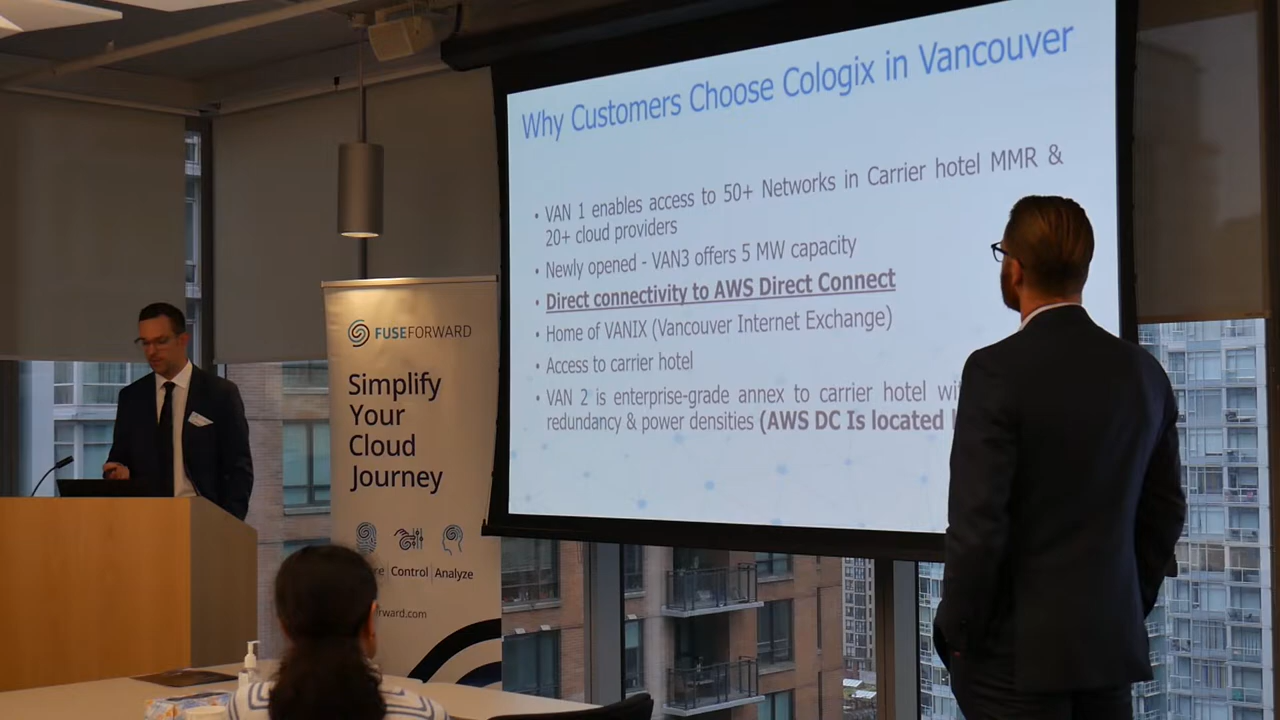 Why Customers Choose Cologix in Vancouver
• VAN 1 enables access to 50+ Networks in Carrier hotel MMR &
20+ cloud providers
• Newly opened - VAN3 offers 5 MW capacity
• Direct connectivity to AWS Direct Connect
• Home of VANIX (Vancouver Internet Exchange)
• Access to carrier hotel
• VAN 2 is enterprise-grade annex to carrier hotel
redundancy & power densities (AWS DC Is located
FUSEFORWARD
Simplify
Your
Cloud
Journey
Control Analyze